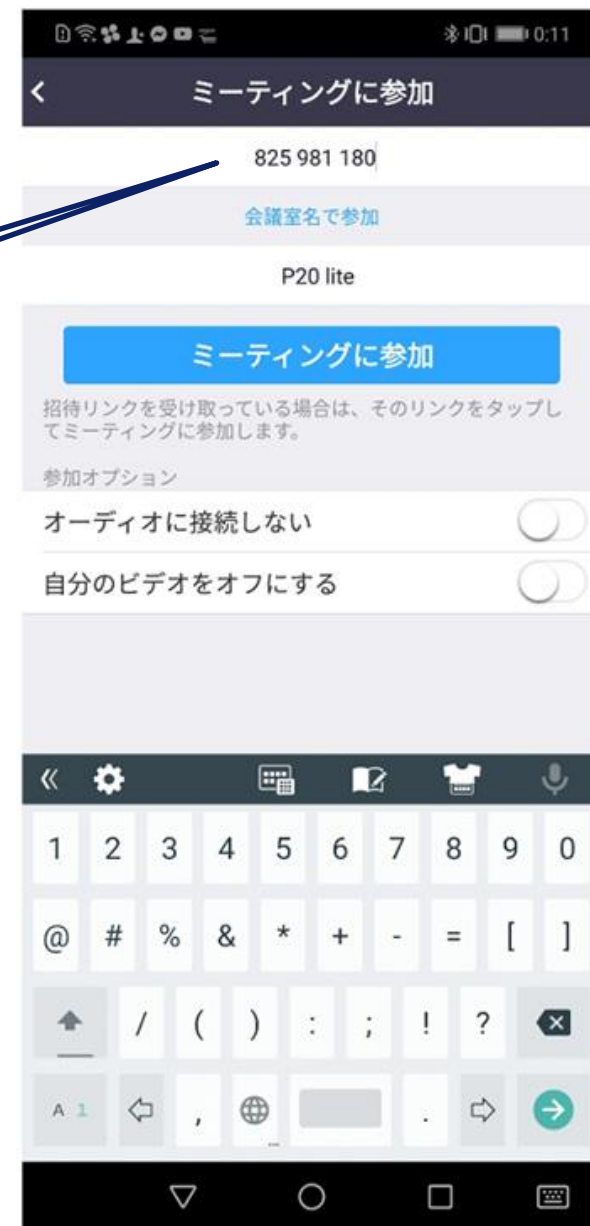 0:11
ミーティングに参加
825 981 180
会議室名で参加
P20 lite
ミーティングに参加
招待リンクを受け取っている場合は、そのリンクをタップし
てミーティングに参加します。
参加オプション
オーディオに接続しない
自分のビデオをオフにする
1 2 3 4 5 6 7 8 9 0
@ # % & * + - = [ ]
/ ( ) : ; ! ?
A 1 , .